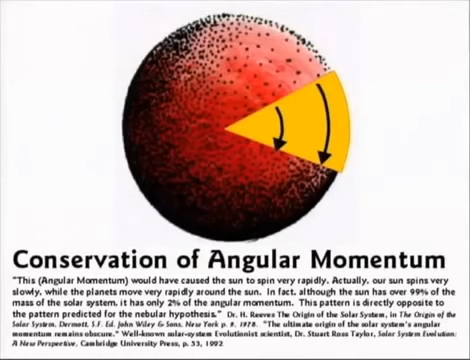 Conservation of Angular Momentum
"This (Angular Momentum) would have caused the sun to spin very rapidly. Actually, our sun spins very
slowly, while the planets move very rapidly around the sun. In fact, although the sun has over 99% of the
mass of the solar system, it has only 2% of the angular momentum. This pattern is directly opposite to
the pattern predicted for the nebular hypothesis." Dr. H. Reeves The Origin of the Solar System, in The Origin of the
Solar System, Dermott, S.F. Ed. John Wiley & Sons, New York p. 9, 1978. "The ultimate origin of the solar system's angular
momentum remains obscure." Well-known solar-system Evolutionist scientist, Dr. Stuart Ross Taylor, Solar System Evolution:
A New Perspective, Cambridge University Press, p. 53, 1992